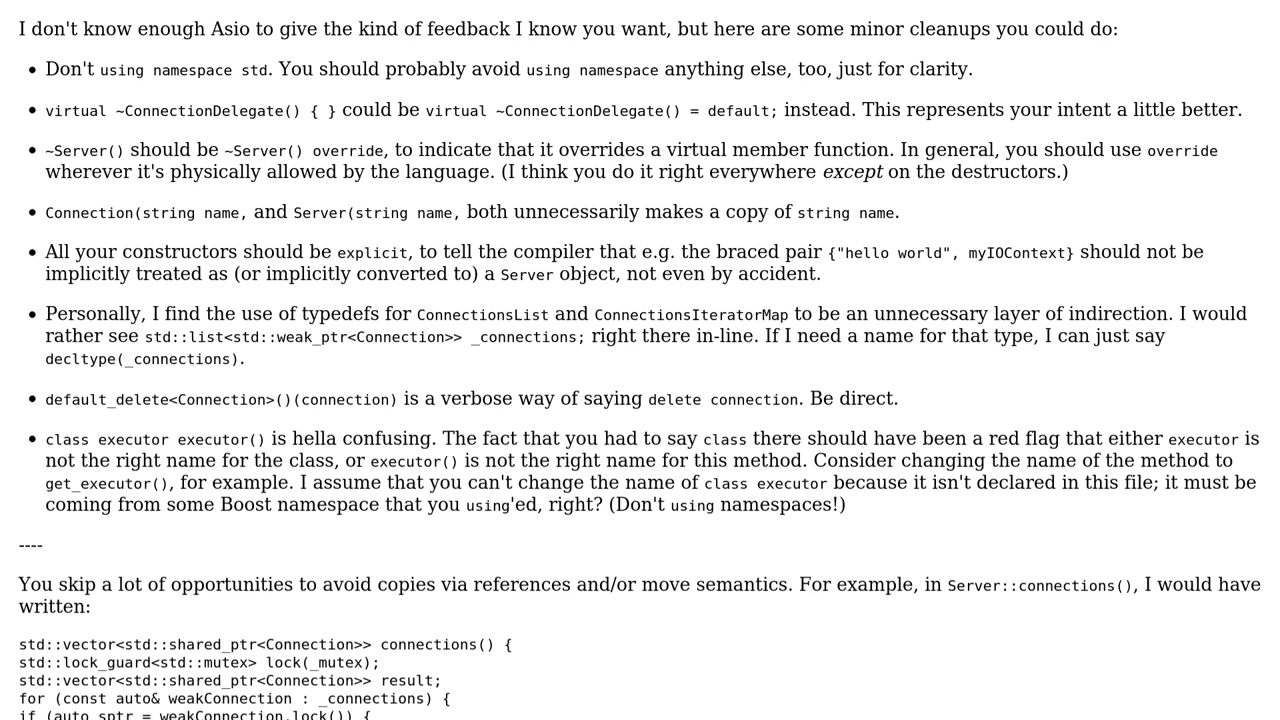 I don't know enough Asio to give the kind of feedback I know you want, but here are some minor cleanups you could do:
• Don't using namespace std. You should probably avoid using namespace anything else, too, just for clarity.
• virtual ~ConnectionDelegate() { } could be virtual ~ConnectionDelegate() = default; instead. This represents your intent a little better.
• ~Server() should be ~Server() override, to indicate that it overrides a virtual member function. In general, you should use override
wherever it's physically allowed by the language. (I think you do it right everywhere except on the destructors.)
• Connection(string name, and Server(string name, both unnecessarily makes a copy of string name.
• All your constructors should be explicit, to tell the compiler that e.g. the braced pair {"hello world", myIOContext} should not be
implicitly treated as (or implicitly converted to) a Server object, not even by accident.
• Personally, I find the use of typedefs for ConnectionsList and ConnectionsIteratorMap to be an unnecessary layer of indirection. I would
rather see std::list<std::weak_ptr<Connection>> _connections; right there in-line. If I need a name for that type, I can just say
decltype(_connections).
• default_delete<Connection>()(connection) is a verbose way of saying delete connection. Be direct.
• class executor executor() is hella confusing. The fact that you had to say class there should have been a red flag that either executor is
not the right name for the class, or executor() is not the right name for this method. Consider changing the name of the method to
get_executor(), for example. I assume that you can't change the name of class executor because it isn't declared in this file; it must be
coming from some Boost namespace that you using'ed, right? (Don't using namespaces!)
----
You skip a lot of opportunities to avoid copies via references and/or move semantics. For example, in Server::connections(), I would have
written:
std::vector<std::shared_ptr<Connection>> connections() {
std::lock_guard<std::mutex> lock(_mutex);
std::vector<std::shared_ptr<Connection>> result;
for (const auto& weakConnection : _connections) {
if (auto sptr = weakConnection.lock()) {